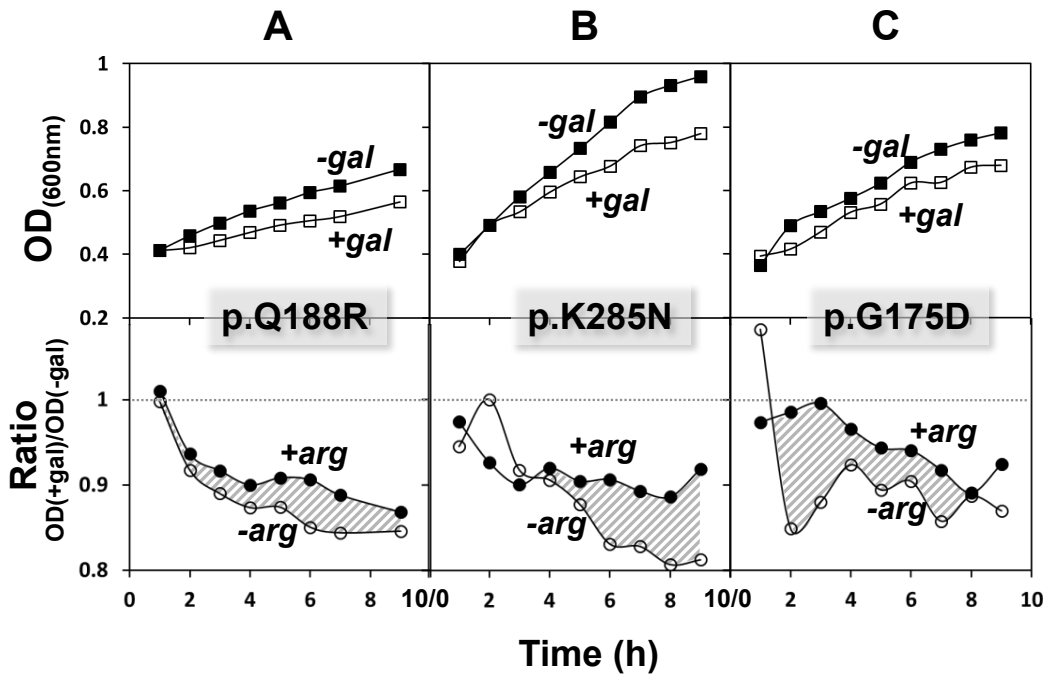 A B C
1
0.8
0.6
0.4
0.2
OD(600nm)
-gal
+gal
-gal
+gal
-gal
+gal
p.Q188R p.K285N p.G175D
1
0.9
0.8
Ratio
OD(+gal)/OD(-gal)
+arg
-arg
+arg
-arg
+arg
-arg
0 2 4 6 8 10/0 2 4 6 8 10/0 2 4 6 8 10
Time (h)